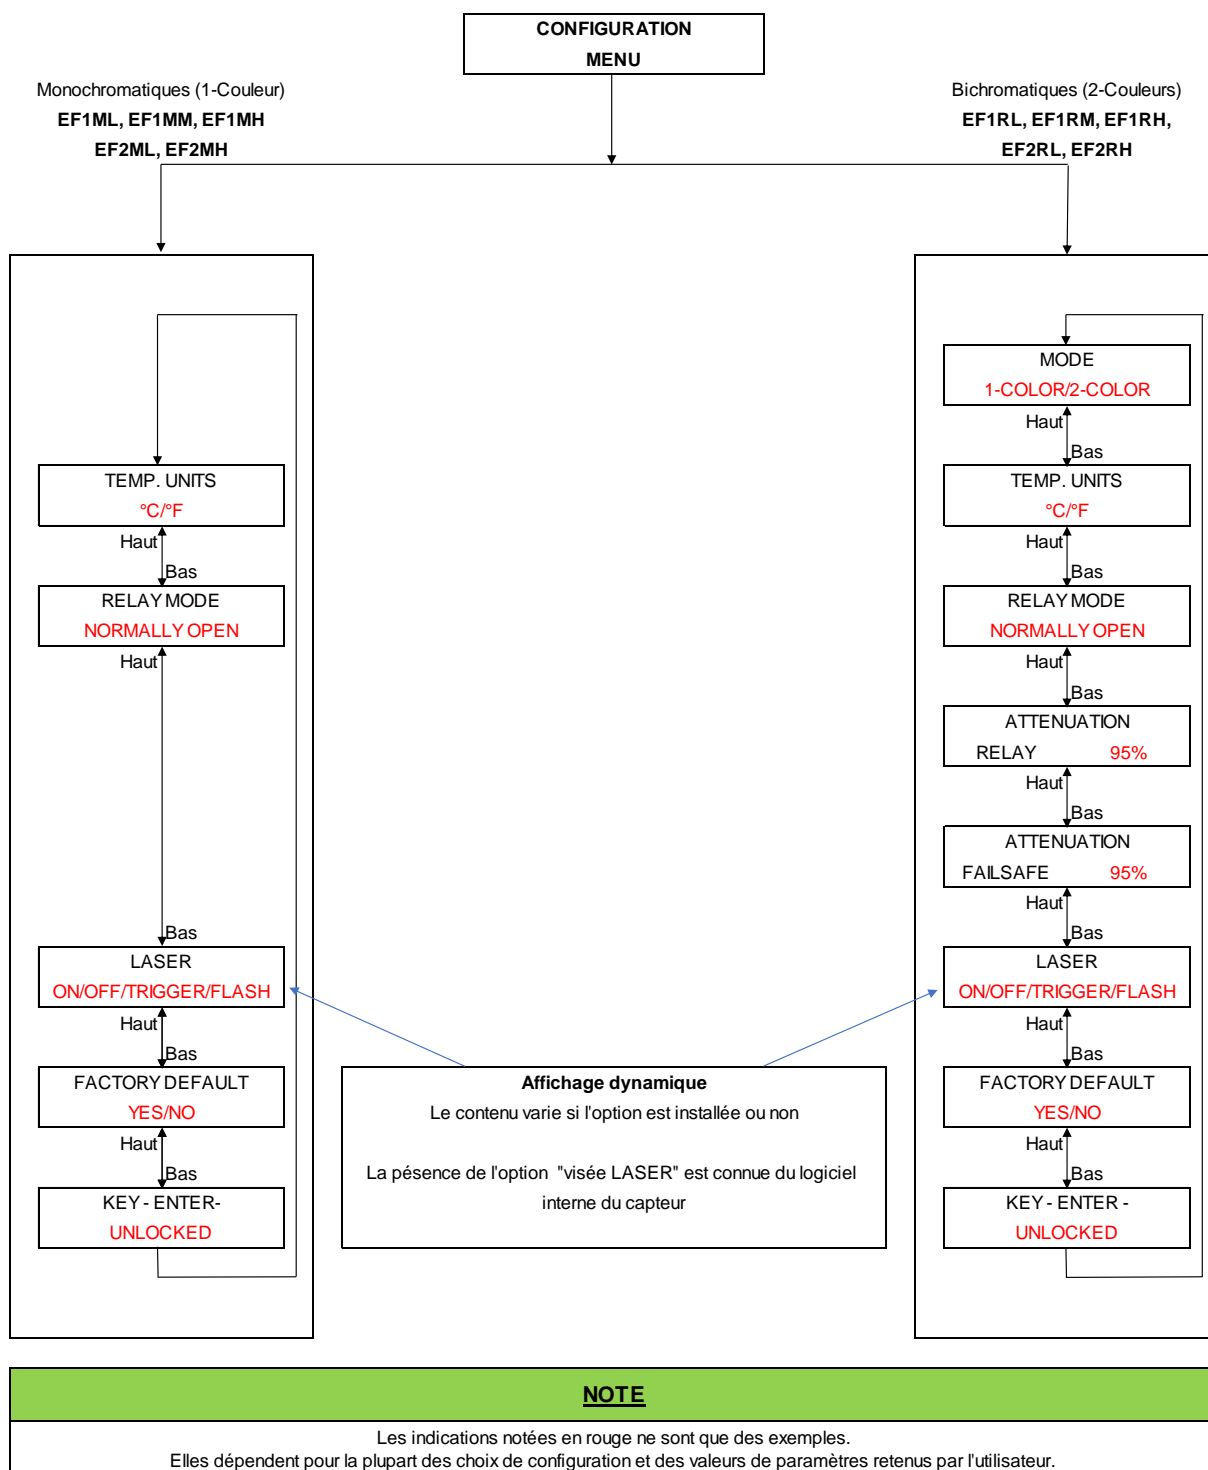 CONFIGURATION
MENU
Monochromatiques (1-Couleur)
EF1ML, EF1MM, EF1MH
EF2ML, EF2MH
Bichromatiques (2-Couleurs)
EF1RL, EF1RM, EF1RH,
EF2RL, EF2RH
TEMP. UNITS
°C/°F
Haut
Bas
RELAY MODE
NORMALLY OPEN
Haut
Bas
LASER
ON/OFF/TRIGGER/FLASH
Haut
Bas
FACTORY DEFAULT
YES/NO
Haut
Bas
KEY - ENTER-
UNLOCKED
MODE
1-COLOR/2-COLOR
Haut
Bas
TEMP. UNITS
°C/°F
Haut
Bas
RELAY MODE
NORMALLY OPEN
Haut
Bas
ATTENUATION
RELAY 95%
Haut
Bas
ATTENUATION
FAILSAFE 95%
Haut
Bas
LASER
ON/OFF/TRIGGER/FLASH
Haut
Bas
FACTORY DEFAULT
YES/NO
Haut
Bas
KEY - ENTER -
UNLOCKED
Affichage dynamique
Le contenu varie si l'option est installée ou non
La pésence de l'option "visée LASER" est connue du logiciel
interne du capteur
NOTE
Les indications notées en rouge ne sont que des exemples.
Elles dépendent pour la plupart des choix de configuration et des valeurs de paramètres retenus par l'utilisateur.